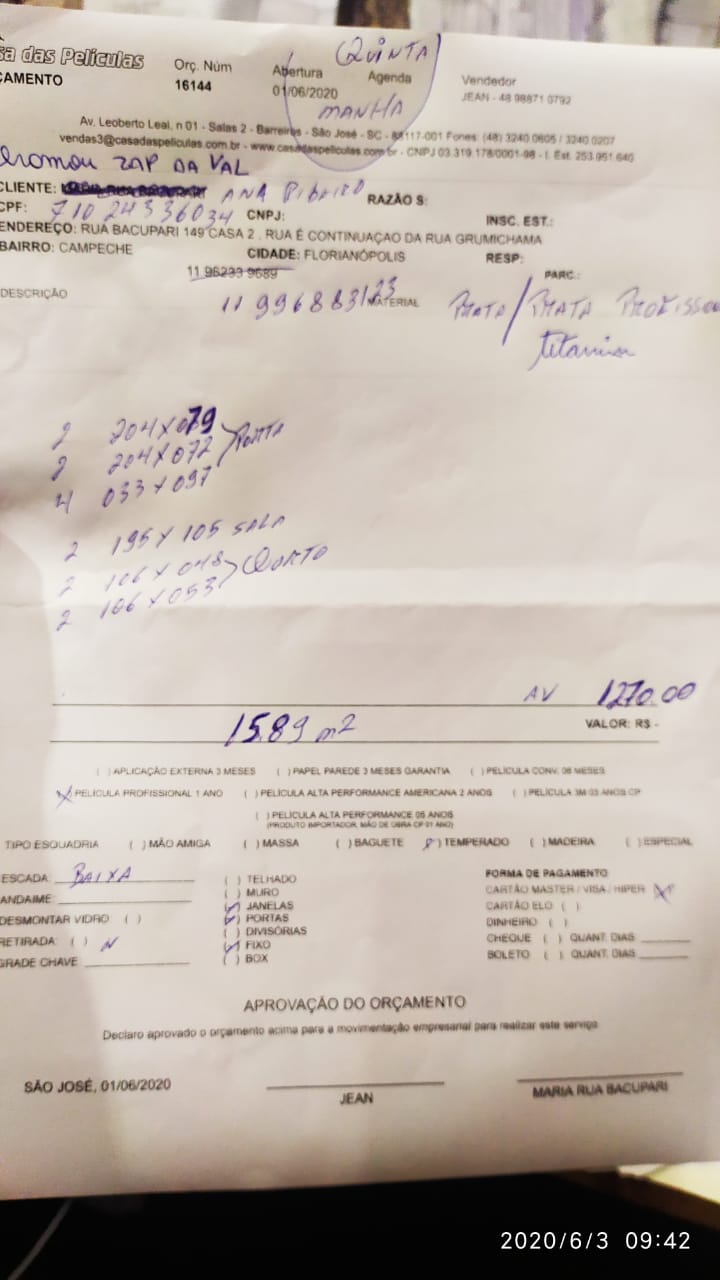 sa das Películas
ÇAMENTO
Orç. Núm
16144
Abertura
01/06/2020
Agenda
(QUINTA)
MANHA
Vendedor
JEAN - 48 98871 0792
Av. Leoberto Leal, n 01 - Salas 2 - Barreiros - São José - SC - 88117-001 Fones: (48) 3240 0605 / 3240 0207
vendas3@casadaspeliculas.com.br - www.casadaspeliculas.com.br - CNPJ 03.319.178/0001-98 - I. Est. 253.951.640
ZAP DA VAL
CLIENTE: ANA RIBEIRO RAZÃO S:
CPF: 710 243 360 34 CNPJ: INSC. EST.:
ENDEREÇO: RUA BACUPARI 149 CASA 2 . RUA É CONTINUAÇAO DA RUA GRUMICHAMA
BAIRRO: CAMPECHE CIDADE: FLORIANÓPOLIS RESP:
11 96233 9689 PARC.:
DESCRIÇÃO 11 996883123 MATERIAL PRATA / PRATA
titanium
2 204 X 079
2 204 X 072 PORTA
4 033 X 097
2 195 X 105 SALA
2 106 X 048 QUARTO
2 106 X 053
AV 1270.00
15.89 m2 VALOR: R$ -
( ) APLICAÇÃO EXTERNA 3 MESES ( ) PAPEL PAREDE 3 MESES GARANTIA ( ) PELÍCULA CONV. 06 MESES
(X) PELÍCULA PROFISSIONAL 1 ANO ( ) PELÍCULA ALTA PERFORMANCE AMERICANA 2 ANOS ( ) PELÍCULA 3M 03 ANOS CP
( ) PELÍCULA ALTA PERFORMANCE 05 ANOS
(PRODUTO IMPORTADOR, MÃO DE OBRA CP 01 ANO)
TIPO ESQUADRIA ( ) MÃO AMIGA ( ) MASSA ( ) BAGUETE (X) TEMPERADO ( ) MADEIRA ( ) ESPECIAL
ESCADA: BAIXA
ANDAIME:
DESMONTAR VIDRO ( )
RETIRADA: ( ) N
GRADE CHAVE
( ) TELHADO
( ) MURO
(✓) JANELAS
(✓) PORTAS
( ) DIVISÓRIAS
(✓) FIXO
( ) BOX
FORMA DE PAGAMENTO
CARTÃO MASTER / VISA / HIPER (X)
CARTÃO ELO ( )
DINHEIRO ( )
CHEQUE ( ) QUANT. DIAS
BOLETO ( ) QUANT. DIAS
APROVAÇÃO DO ORÇAMENTO
Declaro aprovado o orçamento acima para a movimentação empresarial para realizar este serviço
SÃO JOSÉ, 01/06/2020
JEAN
MARIA RUA BACUPARI
2020/6/3 09:42